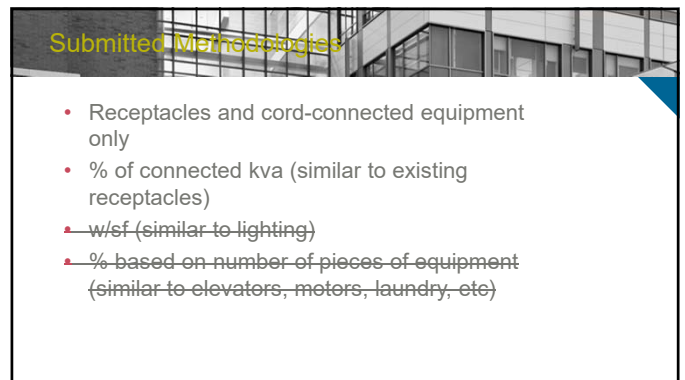 Submitted Methodologies
• Receptacles and cord-connected equipment
only
• % of connected kva (similar to existing
receptacles)
• w/sf (similar to lighting)
• % based on number of pieces of equipment
(similar to elevators, motors, laundry, etc)